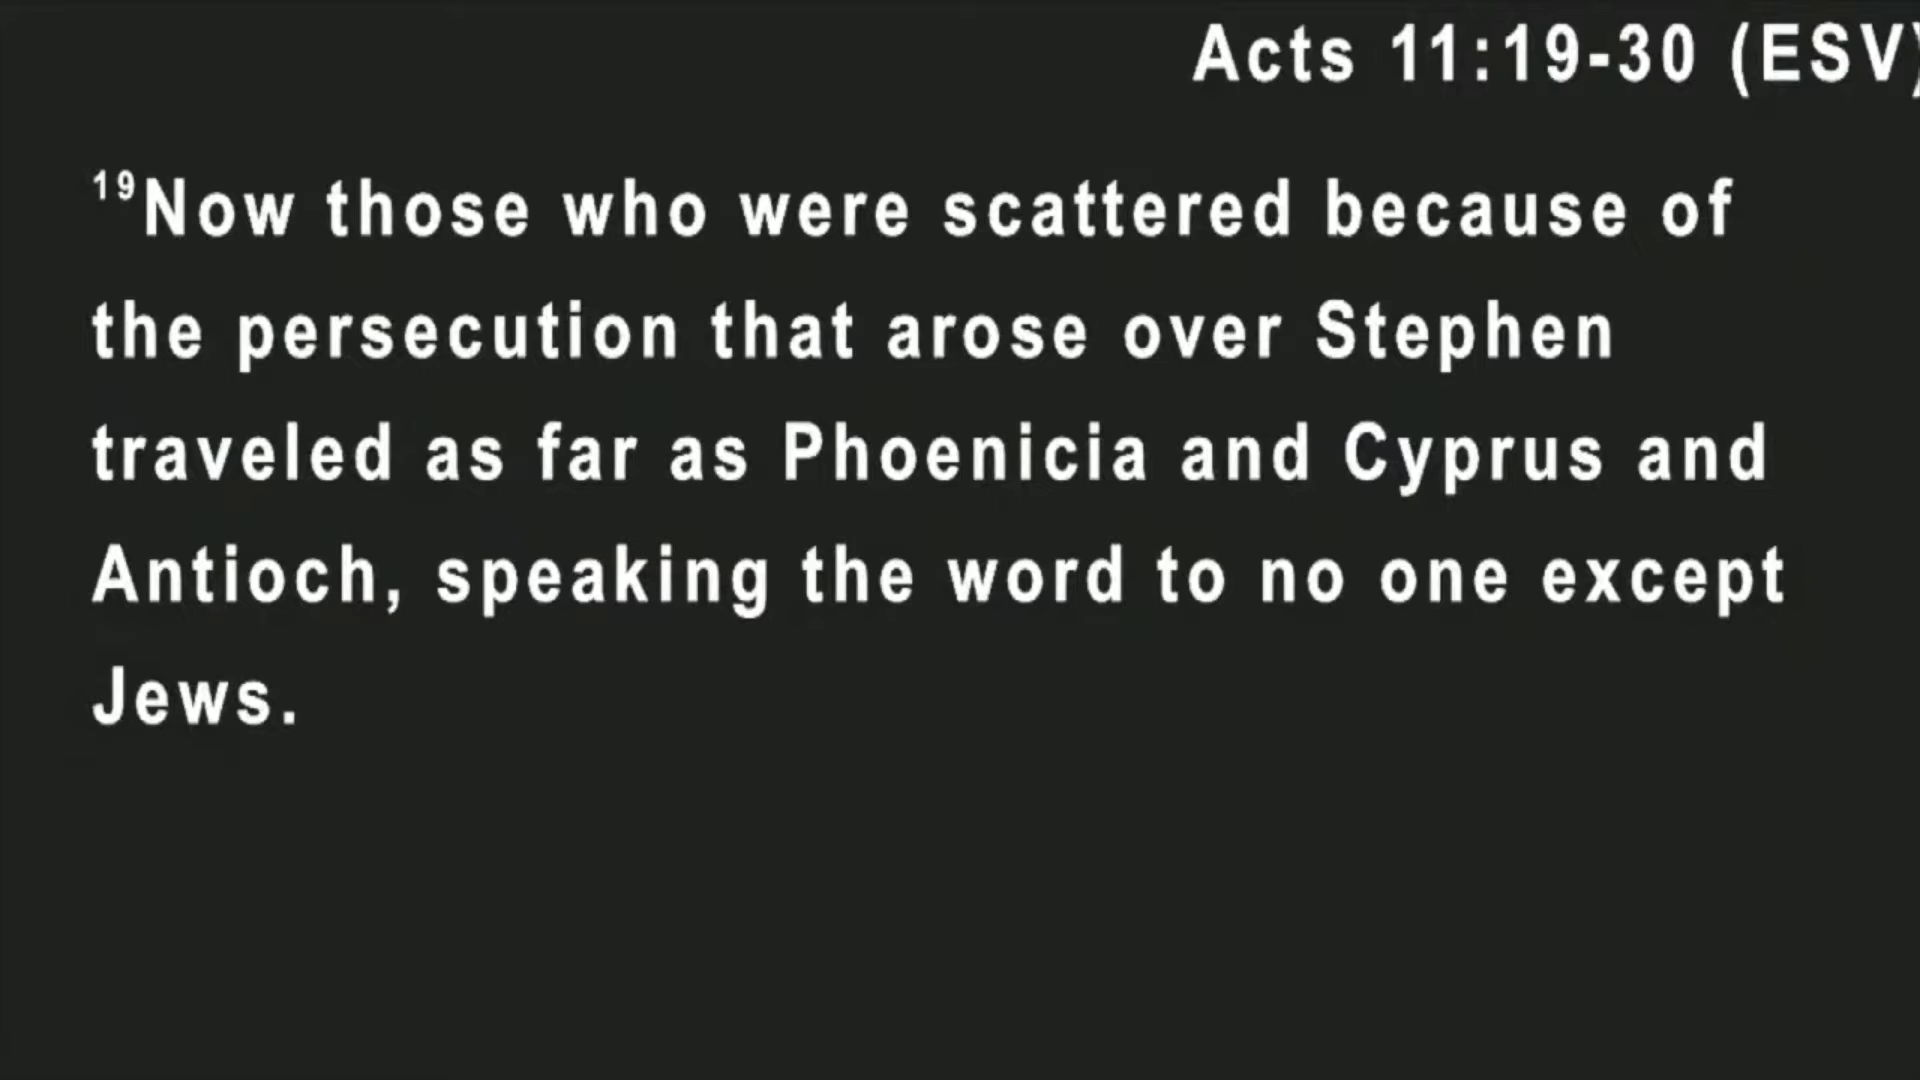 Acts 11:19-30 (ESV)
19Now those who were scattered because of
the persecution that arose over Stephen
traveled as far as Phoenicia and Cyprus and
Antioch, speaking the word to no one except
Jews.